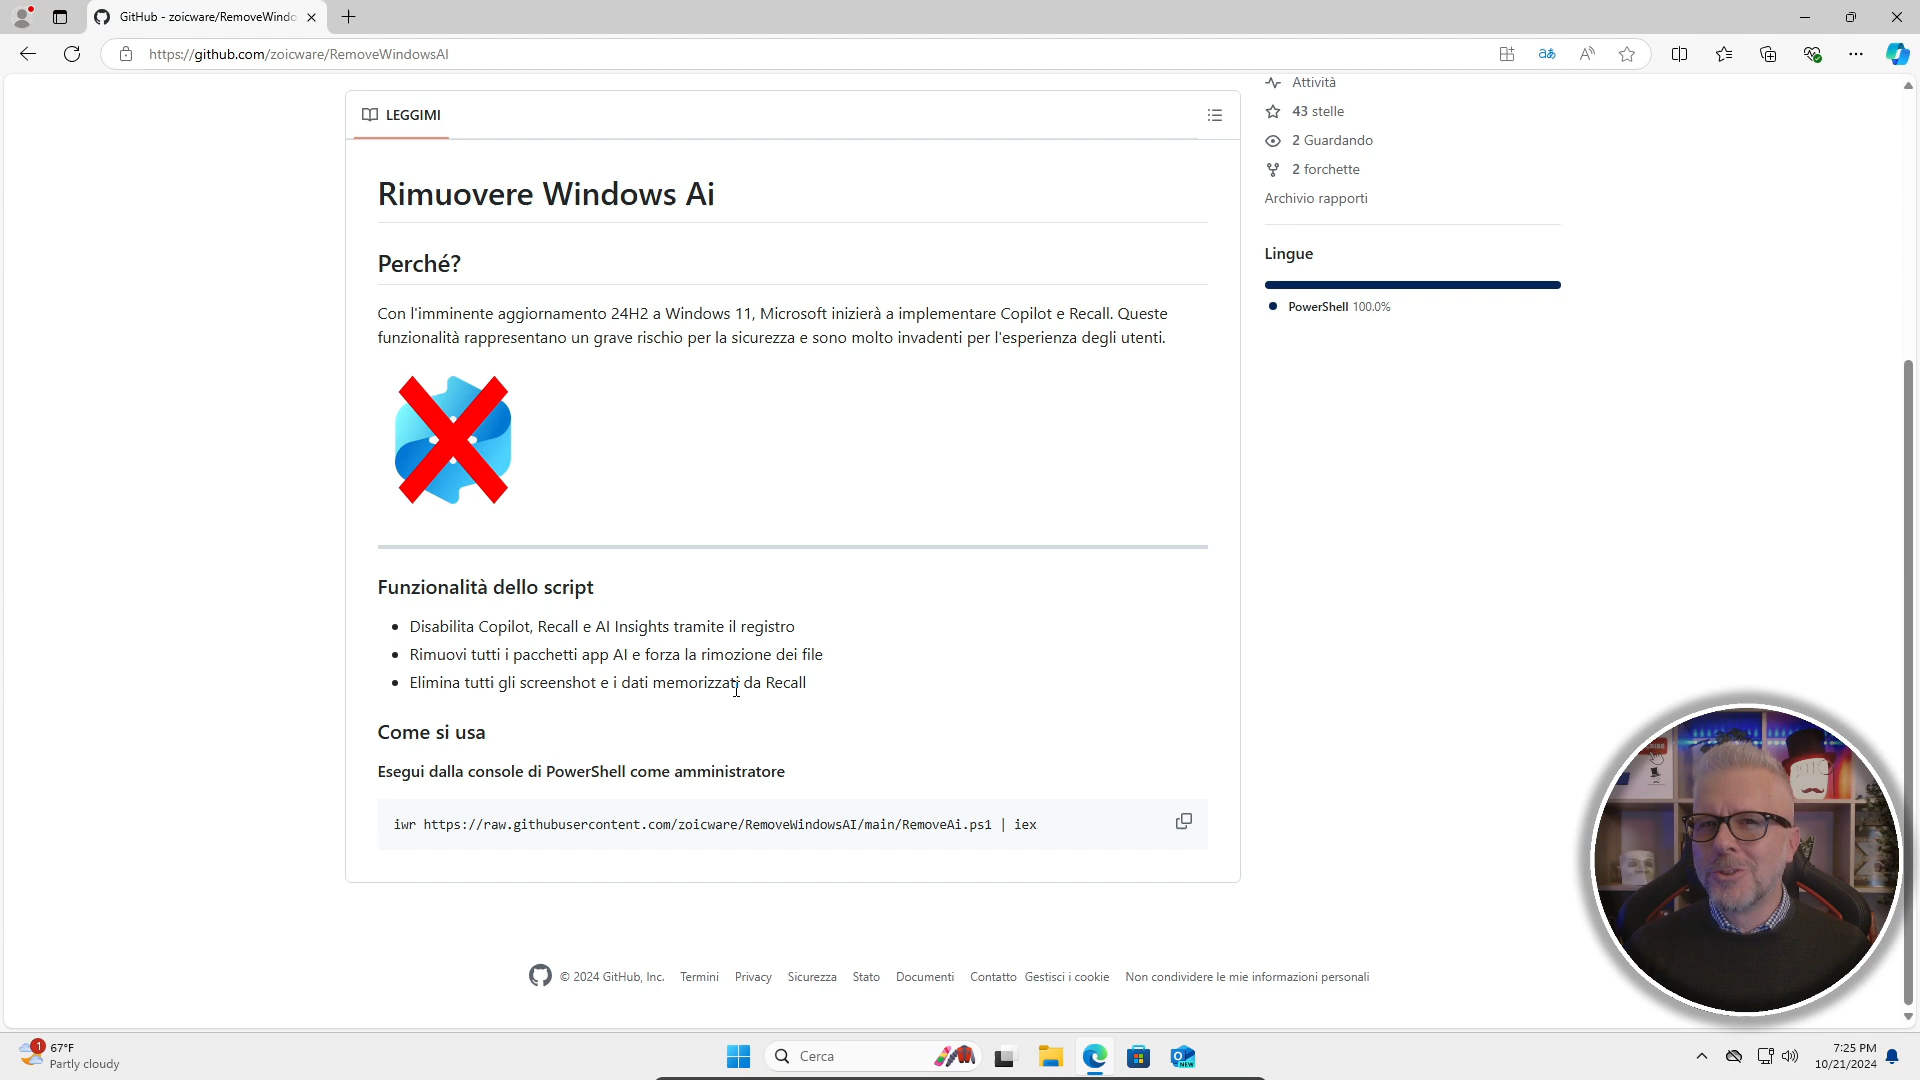 GitHub - zoicware/RemoveWindo
https://github.com/zoicware/RemoveWindowsAI
LEGGIMI
Attività
43 stelle
2 Guardando
2 forchette
Archivio rapporti
Lingue
PowerShell 100.0%
Rimuovere Windows Ai
Perché?
Con l'imminente aggiornamento 24H2 a Windows 11, Microsoft inizierà a implementare Copilot e Recall. Queste
funzionalità rappresentano un grave rischio per la sicurezza e sono molto invadenti per l'esperienza degli utenti.
Funzionalità dello script
Disabilita Copilot, Recall e AI Insights tramite il registro
Rimuovi tutti i pacchetti app AI e forza la rimozione dei file
Elimina tutti gli screenshot e i dati memorizzati da Recall
Come si usa
Esegui dalla console di PowerShell come amministratore
iwr https://raw.githubusercontent.com/zoicware/RemoveWindowsAI/main/RemoveAi.ps1 | iex
© 2024 GitHub, Inc. Termini Privacy Sicurezza Stato Documenti Contatto Gestisci i cookie Non condividere le mie informazioni personali
1
67°F
Partly cloudy
Cerca
NEW
7:25 PM
10/21/2024